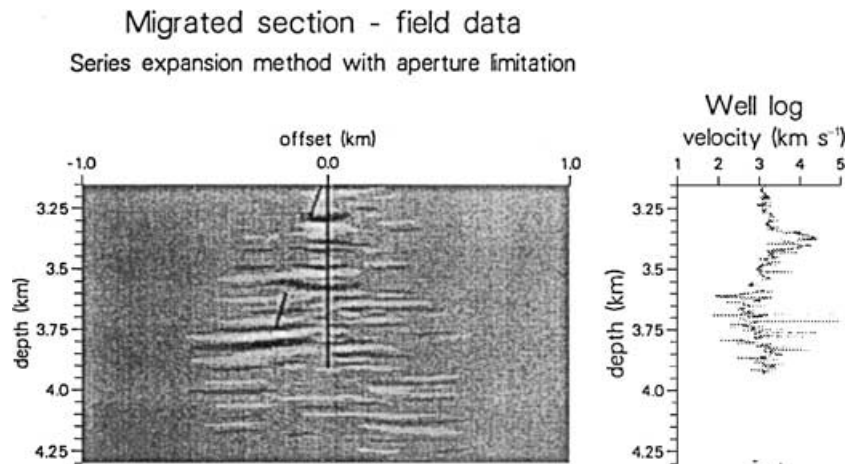 Migrated section - field data
Series expansion method with aperture limitation
offset (km)
-1.0 0.0 1.0
depth (km)
3.25
3.5
3.75
4.0
4.25
Well log
velocity (km s⁻¹)
1 2 3 4 5
depth (km)
3.25
3.5
3.75
4.0
4.25